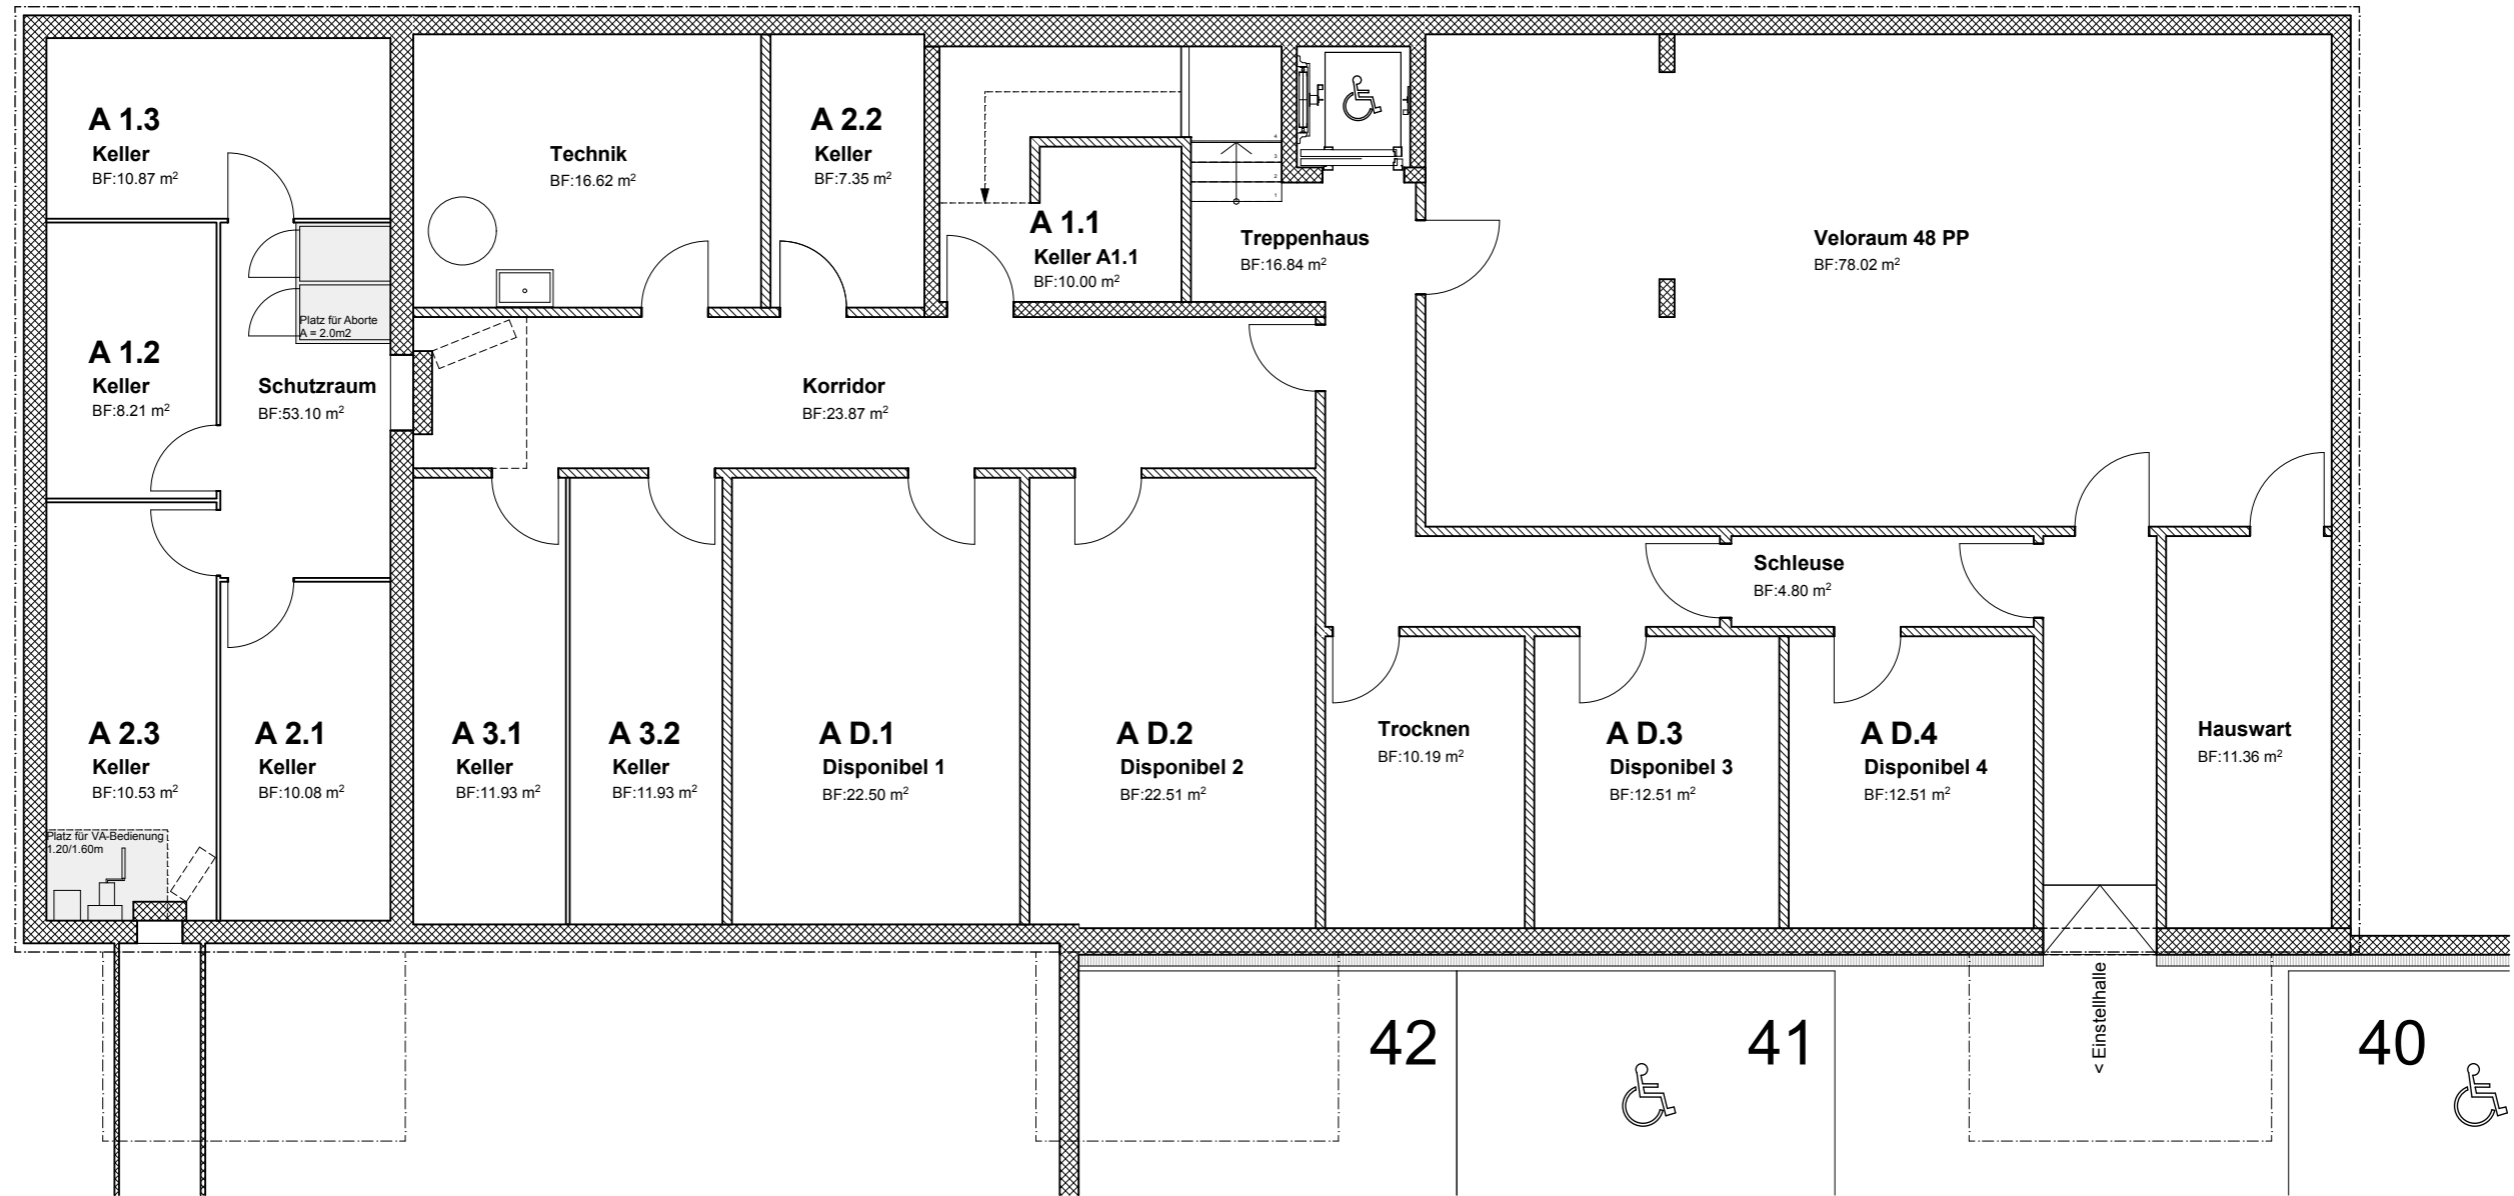 A 1.3
Keller
BF:10.87 m²
Technik
BF:16.62 m²
A 2.2
Keller
BF:7.35 m²
4
3
2
1
A 1.1
Keller A1.1
BF:10.00 m²
Treppenhaus
BF:16.84 m²
Veloraum 48 PP
BF:78.02 m²
Platz für Aborte
A = 2.0m2
A 1.2
Keller
BF:8.21 m²
Schutzraum
BF:53.10 m²
Korridor
BF:23.87 m²
Schleuse
BF:4.80 m²
A 2.3
Keller
BF:10.53 m²
A 2.1
Keller
BF:10.08 m²
A 3.1
Keller
BF:11.93 m²
A 3.2
Keller
BF:11.93 m²
A D.1
Disponibel 1
BF:22.50 m²
A D.2
Disponibel 2
BF:22.51 m²
Trocknen
BF:10.19 m²
A D.3
Disponibel 3
BF:12.51 m²
A D.4
Disponibel 4
BF:12.51 m²
Hauswart
BF:11.36 m²
Platz für VA-Bedienung
1.20/1.60m
42
41
< Einstellhalle
40